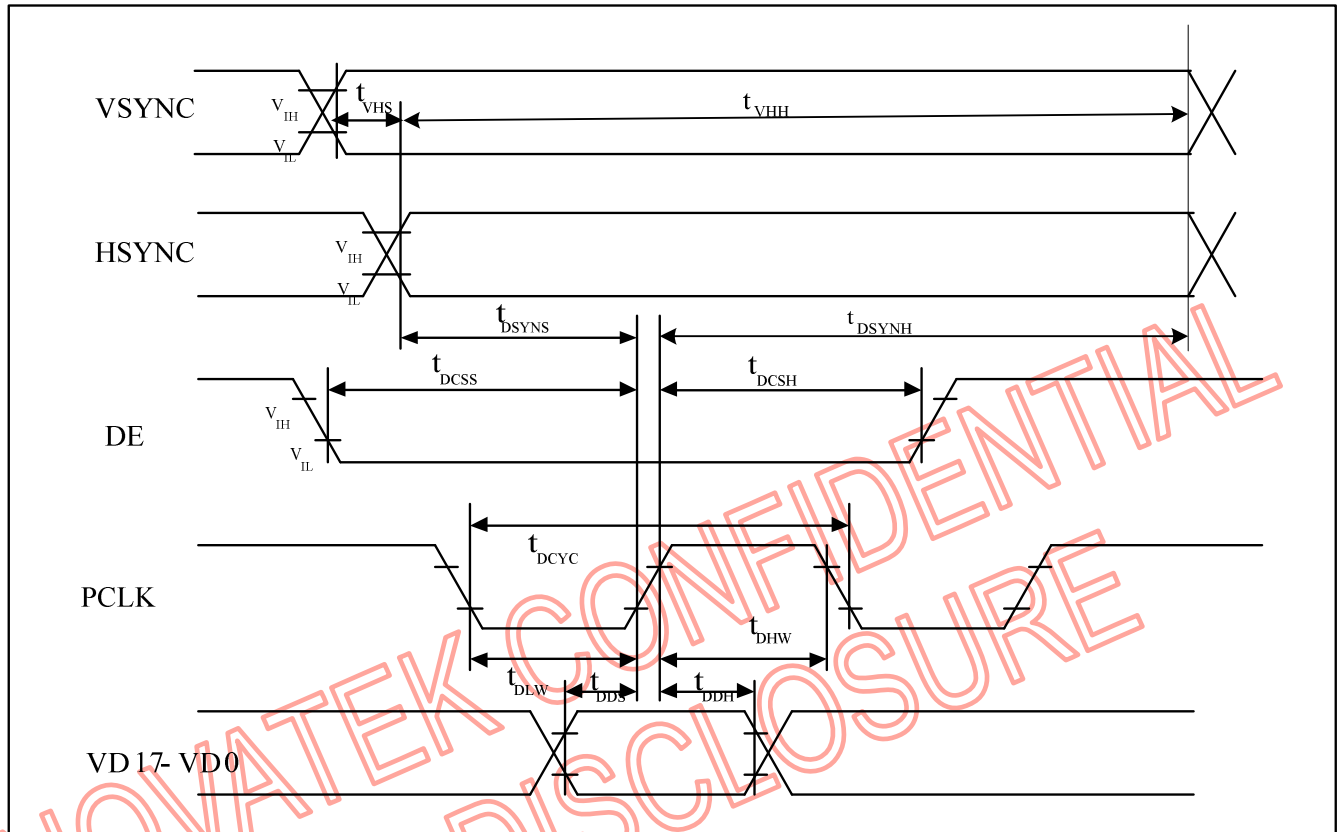 VSYNC
V IH
V IL
t VHS
t VHH
HSYNC
V IH
V IL
t DSYNS
t DSYNH
t DCSS
t DCSH
DE
V IH
V IL
t DCYC
PCLK
t DHW
t DLW
t DDS
t DDH
VD17- VD0
NOVATEK CONFIDENTIAL
DISCLOSURE